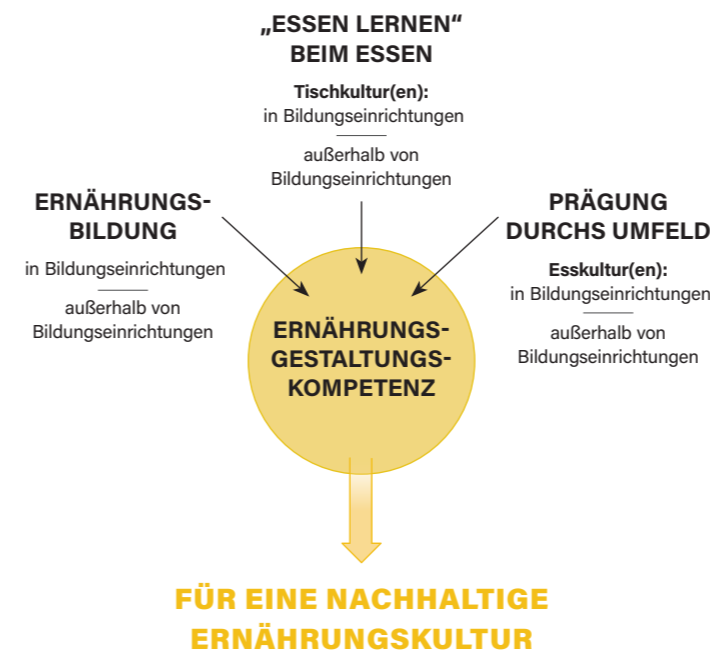 „ESSEN LERNEN“
BEIM ESSEN
Tischkultur(en):
in Bildungseinrichtungen
außerhalb von
Bildungseinrichtungen
ERNÄHRUNGS-
BILDUNG
in Bildungseinrichtungen
außerhalb von
Bildungseinrichtungen
PRÄGUNG
DURCHS UMFELD
Esskultur(en):
in Bildungseinrichtungen
außerhalb von
Bildungseinrichtungen
ERNÄHRUNGS-
GESTALTUNGS-
KOMPETENZ
FÜR EINE NACHHALTIGE
ERNÄHRUNGSKULTUR